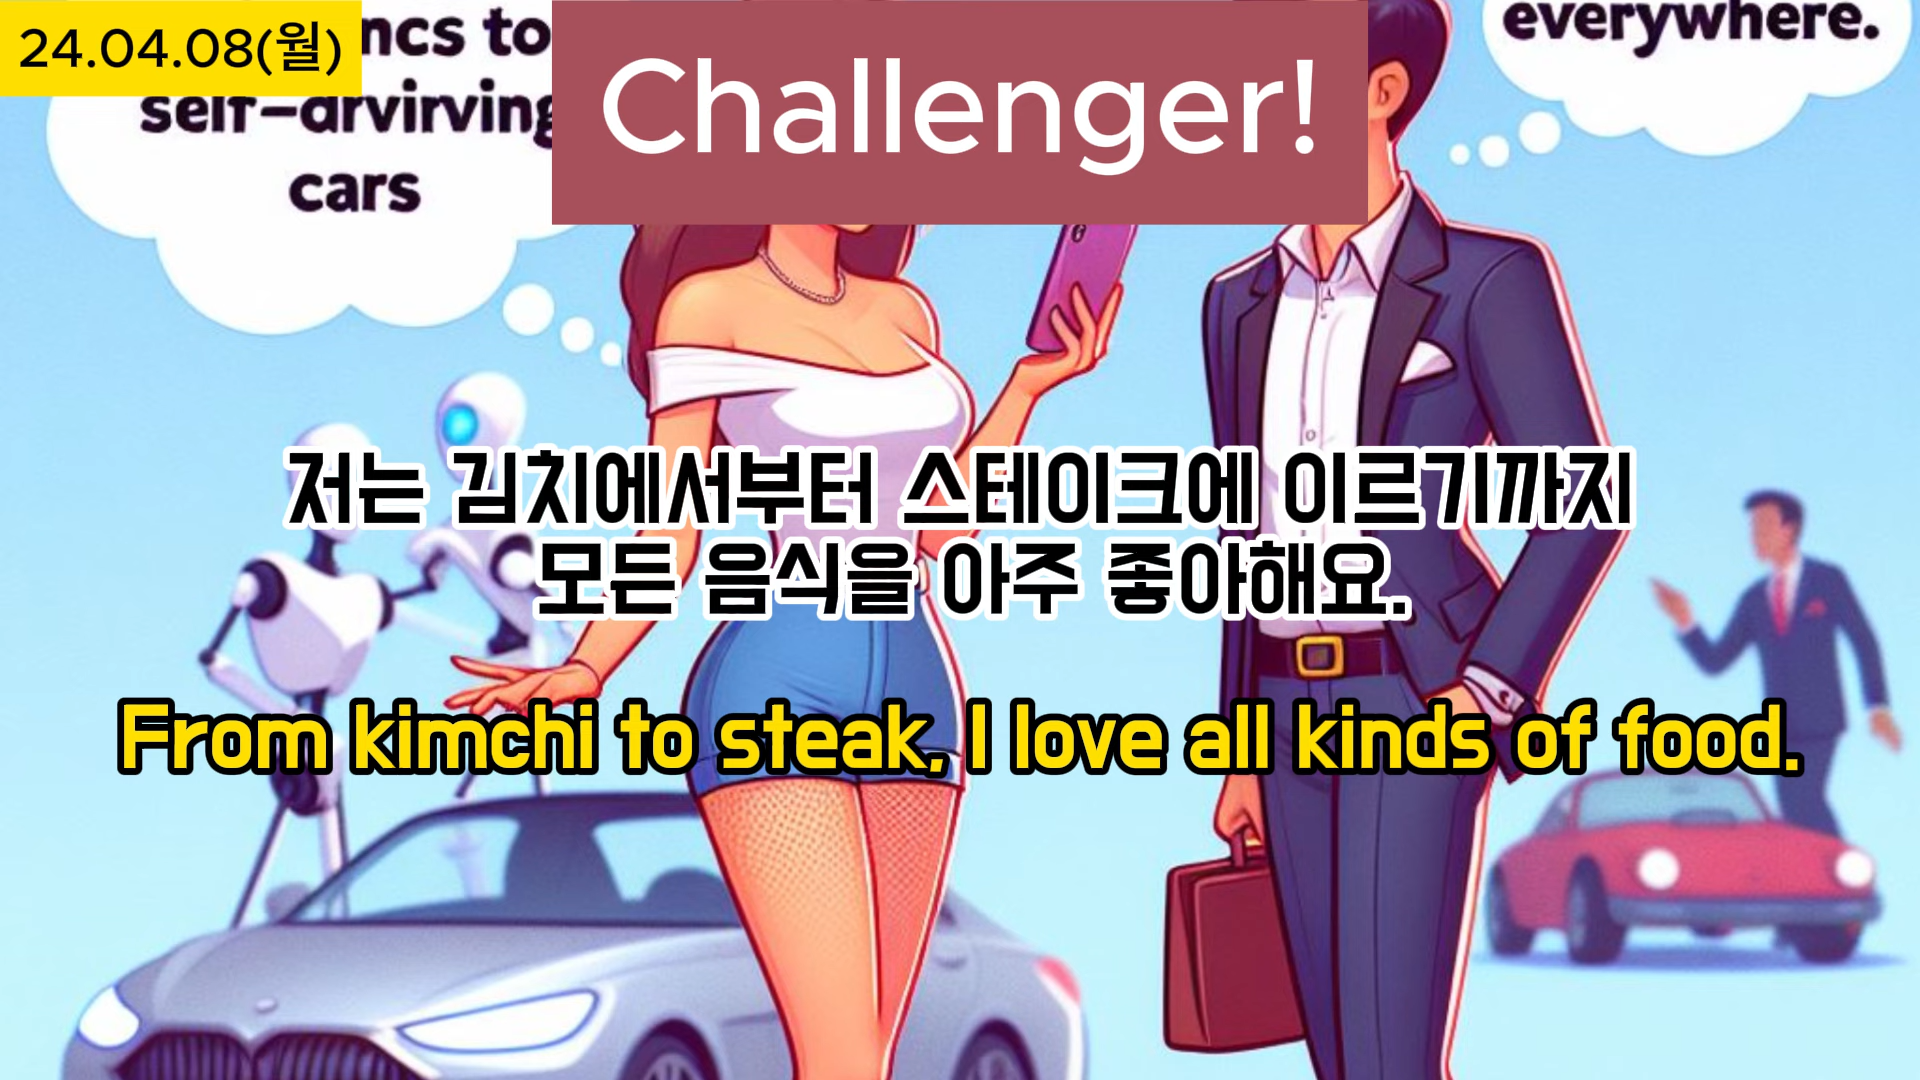 24.04.08(월)
to
self-drvirving
cars
Challenger!
everywhere.
저는 김치에서부터 스테이크에 이르기까지
모든 음식을 아주 좋아해요.
From kimchi to steak, I love all kinds of food.